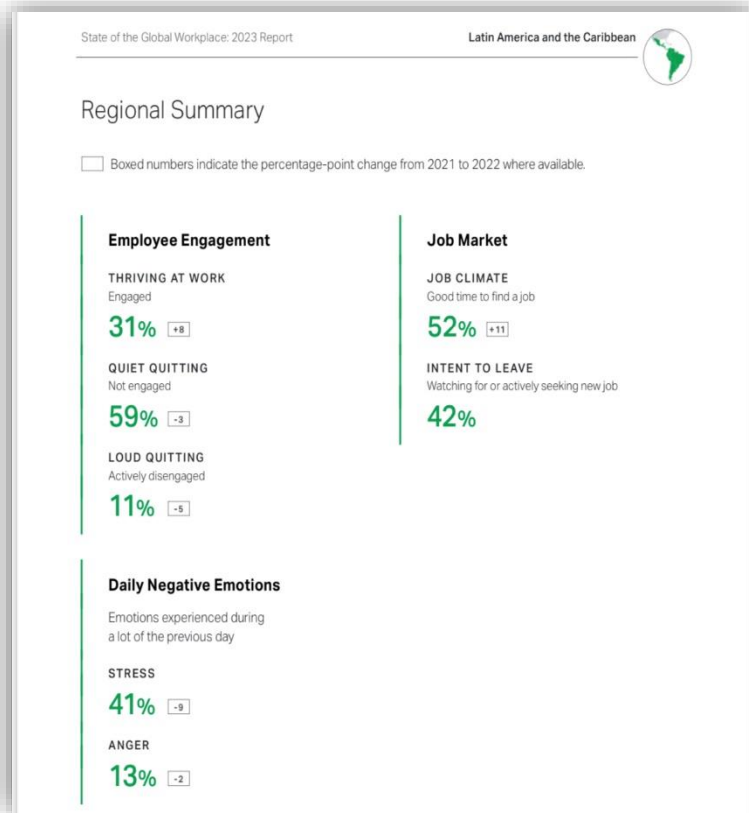 State of the Global Workplace: 2023 Report
Latin America and the Caribbean
Regional Summary
Boxed numbers indicate the percentage-point change from 2021 to 2022 where available.
Employee Engagement
THRIVING AT WORK
Engaged
31% +8
QUIET QUITTING
Not engaged
59% -3
LOUD QUITTING
Actively disengaged
11% -5
Job Market
JOB CLIMATE
Good time to find a job
52% +11
INTENT TO LEAVE
Watching for or actively seeking new job
42%
Daily Negative Emotions
Emotions experienced during
a lot of the previous day
STRESS
41% -9
ANGER
13% -2